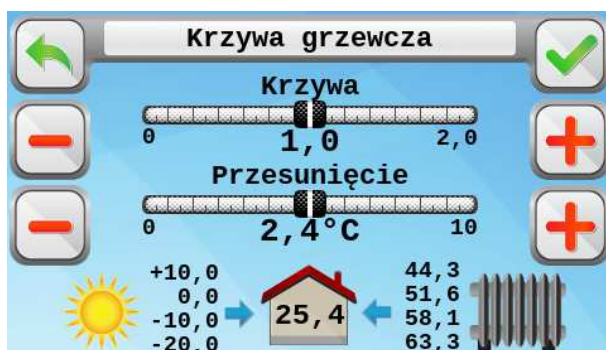 Krzywa grzewcza
Krzywa
0 1,0 2,0
Przesunięcie
0 2,4°C 10
+10,0 44,3
0,0 51,6
-10,0 25,4 58,1
-20,0 63,3